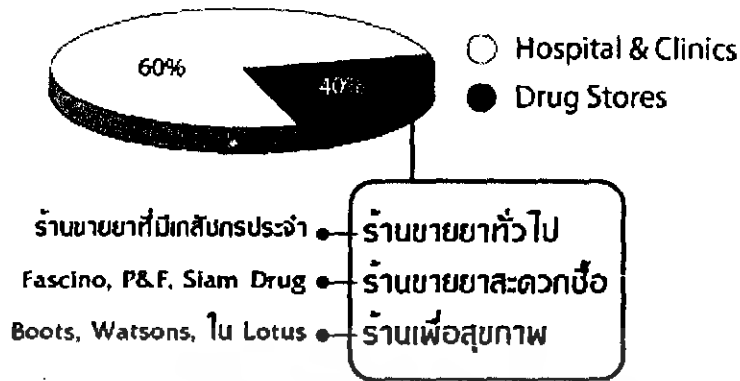 60%
40%
Hospital & Clinics
Drug Stores
ร้านขายยาที่มีเภสัชกรประจำ ร้านขายยาทั่วไป
Fascino, P&F, Siam Drug ร้านขายยาสะดวกซื้อ
Boots, Watsons, ใน Lotus ร้านเพื่อสุขภาพ